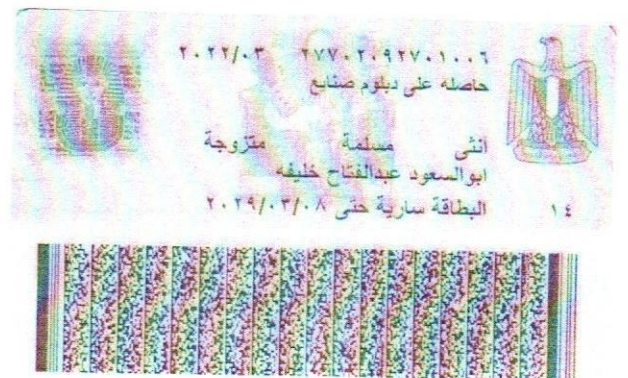 ٢٠٢٢/٠٣ ٢٧٧٠٢٠٩٢٧٠١٠٠٦
حاصله على دبلوم صنايع
أنثى مسلمة متزوجة
ابوالسعود عبدالفتاح خليفه
البطاقة سارية حتى ٢٠٢٩/٠٣/٠٨
١٤